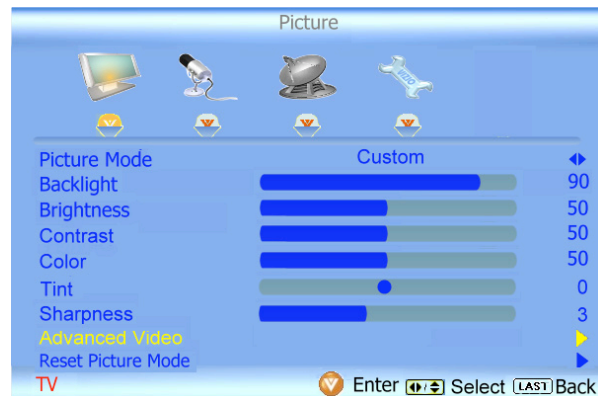 Picture
VIZIO
Picture Mode Custom
Backlight 90
Brightness 50
Contrast 50
Color 50
Tint 0
Sharpness 3
Advanced Video
Reset Picture Mode
TV V Enter Select LAST Back